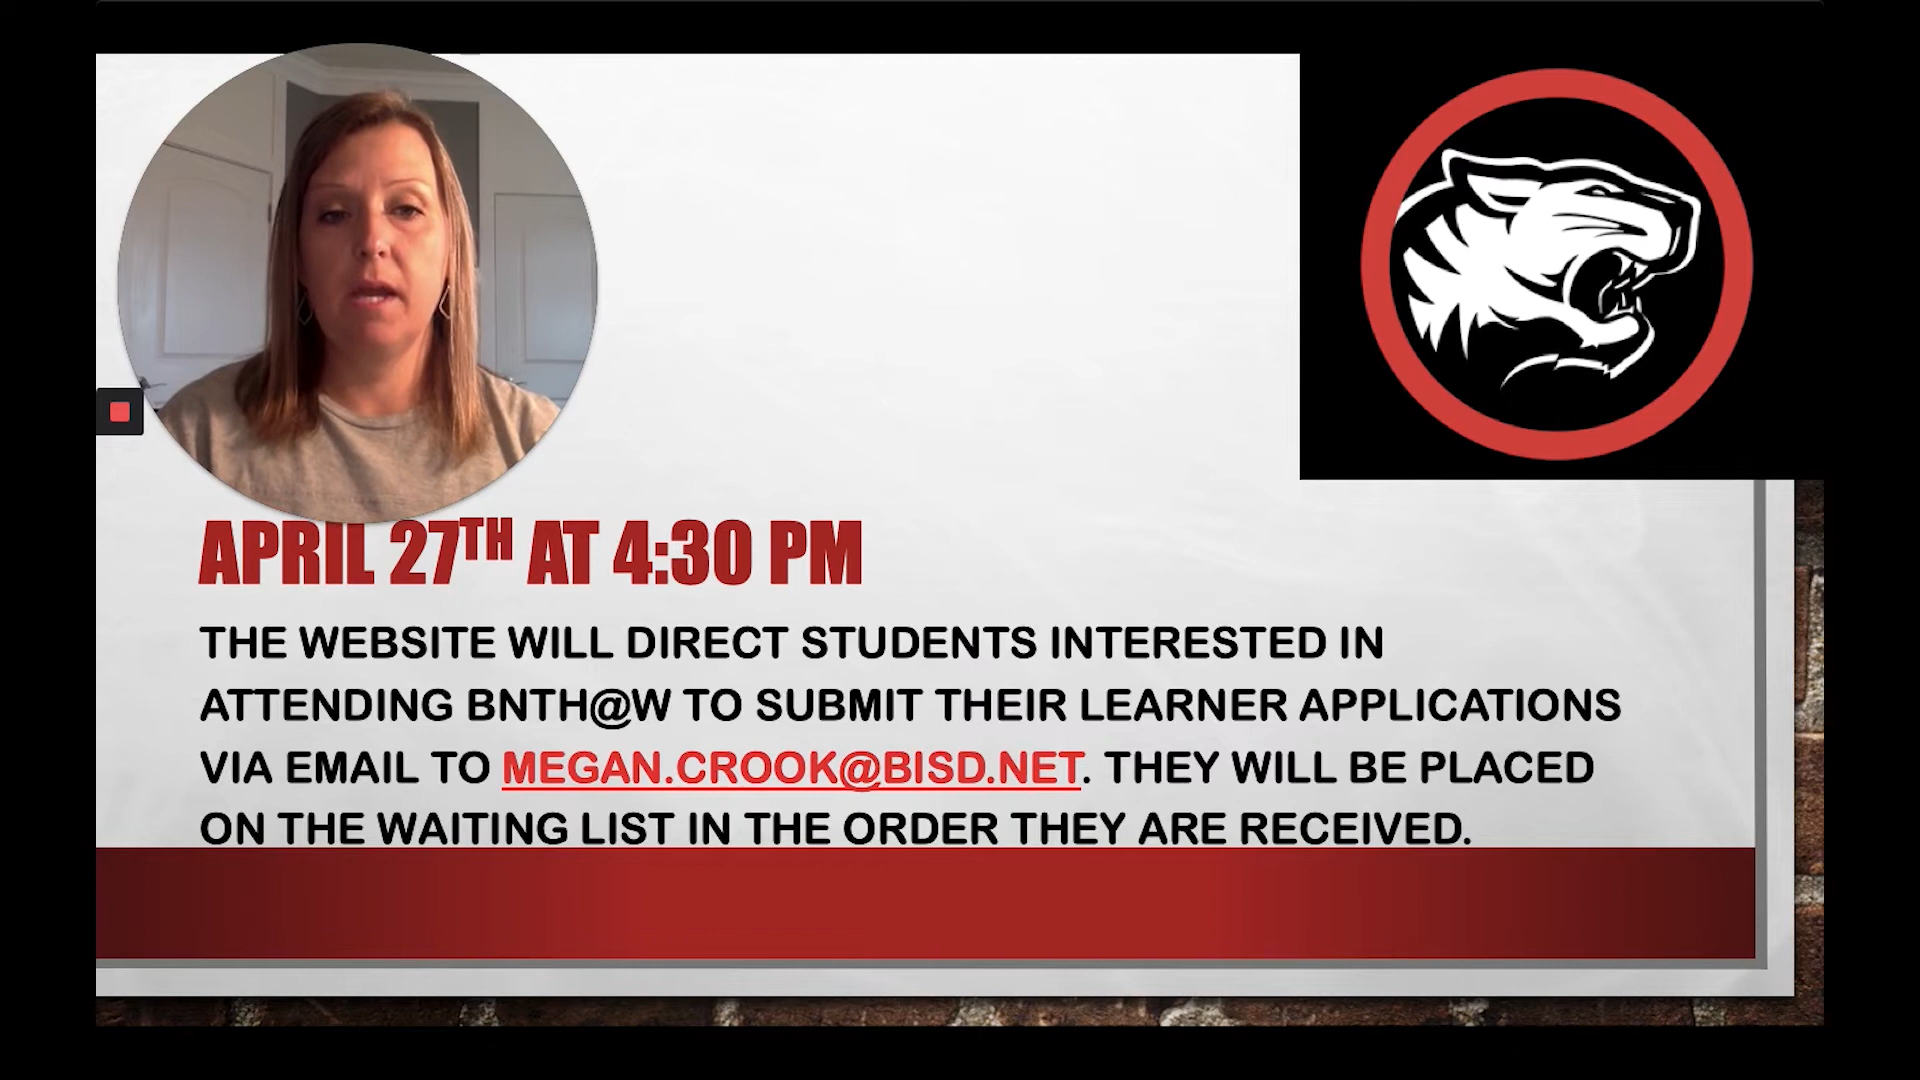 APRIL 27TH AT 4:30 PM
THE WEBSITE WILL DIRECT STUDENTS INTERESTED IN
ATTENDING BNTH@W TO SUBMIT THEIR LEARNER APPLICATIONS
VIA EMAIL TO MEGAN.CROOK@BISD.NET. THEY WILL BE PLACED
ON THE WAITING LIST IN THE ORDER THEY ARE RECEIVED.